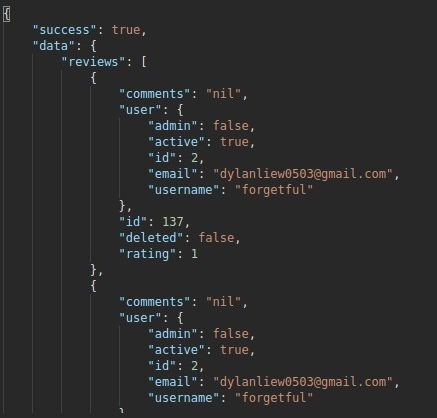 {
    "success": true,
    "data": {
        "reviews": [
            {
                "comments": "nil",
                "user": {
                    "admin": false,
                    "active": true,
                    "id": 2,
                    "email": "dylanliew0503@gmail.com",
                    "username": "forgetful"
                },
                "id": 137,
                "deleted": false,
                "rating": 1
            },
            {
                "comments": "nil",
                "user": {
                    "admin": false,
                    "active": true,
                    "id": 2,
                    "email": "dylanliew0503@gmail.com",
                    "username": "forgetful"
                }